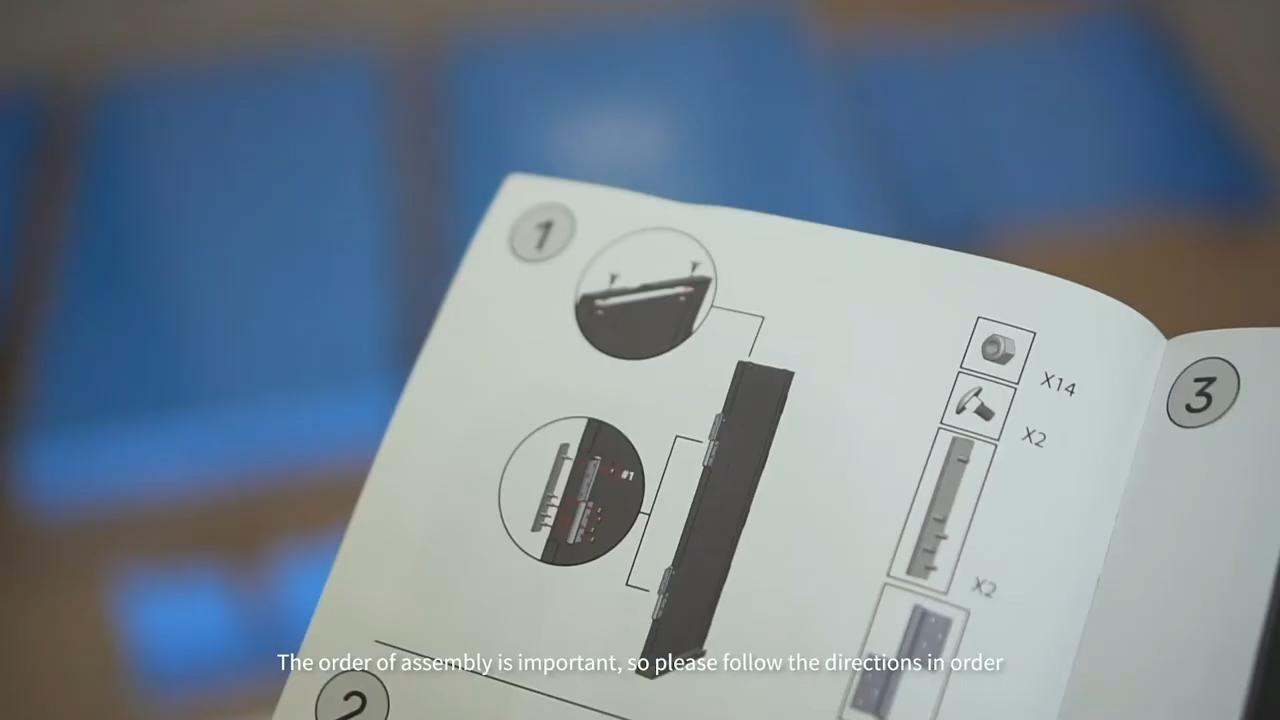 1
#1
X14
X2
X2
3
2
The order of assembly is important, so please follow the directions in order